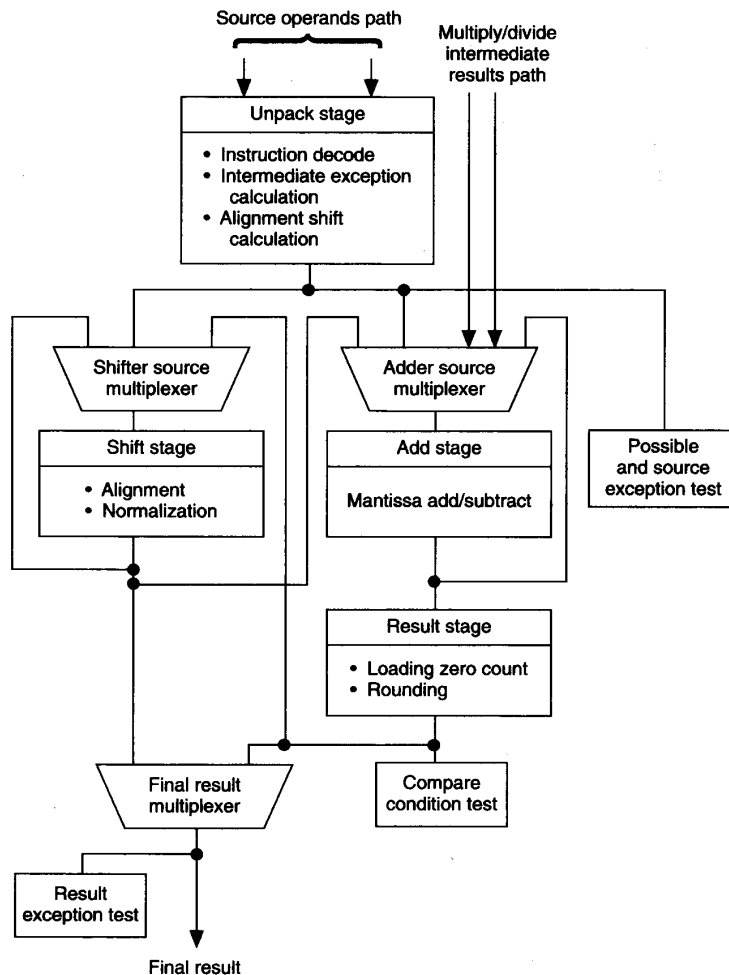 Source operands path
Multiply/divide
intermediate
results path
Unpack stage
• Instruction decode
• Intermediate exception
calculation
• Alignment shift
calculation
Shifter source
multiplexer
Adder source
multiplexer
Shift stage
• Alignment
• Normalization
Add stage
Mantissa add/subtract
Possible
and source
exception test
Result stage
• Loading zero count
• Rounding
Final result
multiplexer
Compare
condition test
Result
exception test
Final result